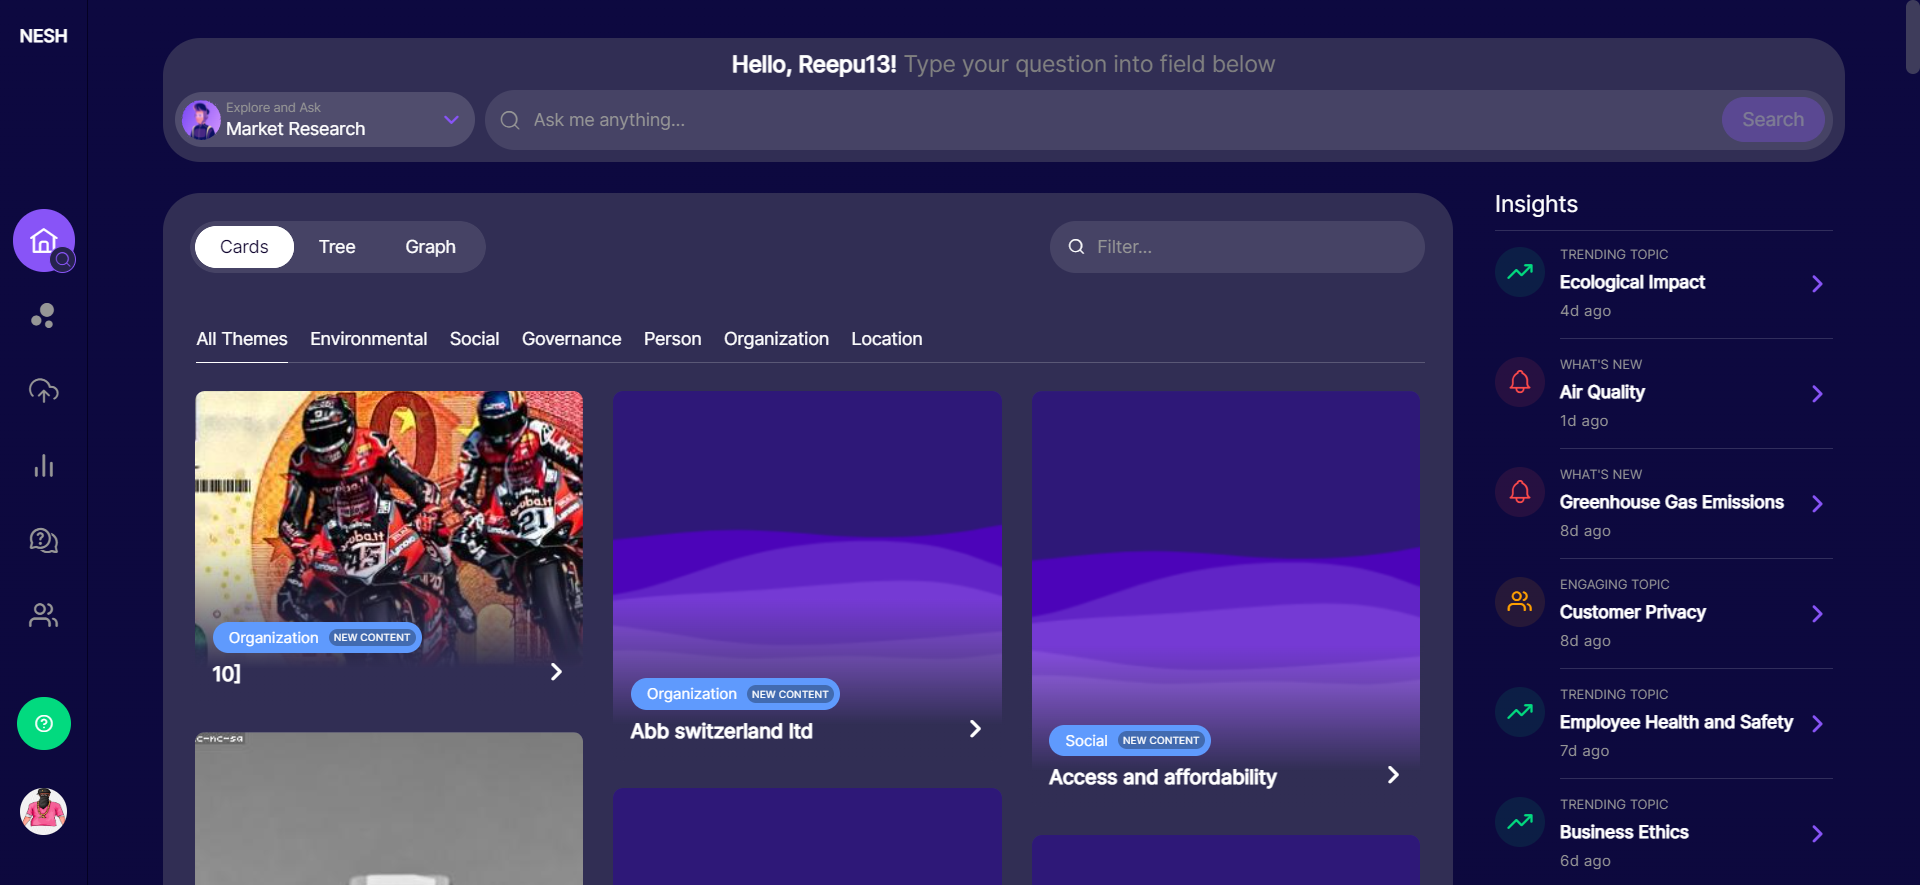 NESH
Hello, Reepu13! Type your question into field below
Explore and Ask
Market Research
Ask me anything...
Search
Cards
Tree
Graph
Filter...
All Themes
Environmental
Social
Governance
Person
Organization
Location
Organization NEW CONTENT
10]
Organization NEW CONTENT
Abb switzerland ltd
Social NEW CONTENT
Access and affordability
c-nc-sa
Insights
TRENDING TOPIC
Ecological Impact
4d ago
WHAT'S NEW
Air Quality
1d ago
WHAT'S NEW
Greenhouse Gas Emissions
8d ago
ENGAGING TOPIC
Customer Privacy
8d ago
TRENDING TOPIC
Employee Health and Safety
7d ago
TRENDING TOPIC
Business Ethics
6d ago